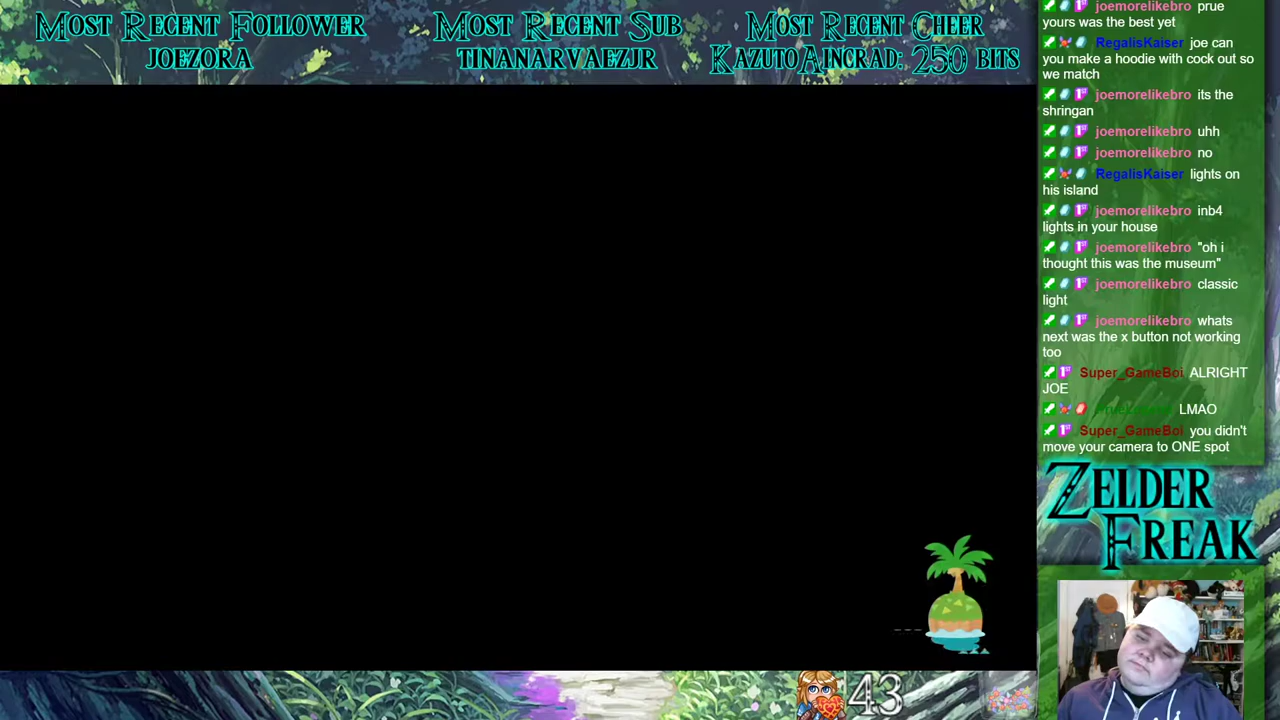 Most Recent Follower
joezora
Most Recent Sub
tinanarvaezjr
Most Recent Cheer
KazutoAincrad: 250 bits
joemorelikebro prue
yours was the best yet
RegalisKaiser joe can
you make a hoodie with cock out so
we match
joemorelikebro its the
shringan
joemorelikebro uhh
joemorelikebro no
RegalisKaiser lights on
his island
joemorelikebro inb4
lights in your house
joemorelikebro "oh i
thought this was the museum"
joemorelikebro classic
light
joemorelikebro whats
next was the x button not working
too
Super_GameBoi ALRIGHT
JOE
LMAO
Super_GameBoi you didn't
move your camera to ONE spot
Zelder
Freak
43